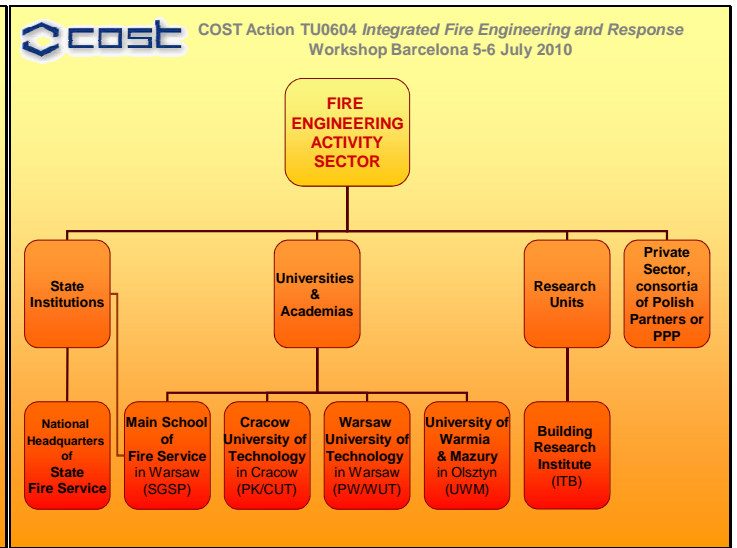 cost
COST Action TU0604 Integrated Fire Engineering and Response
Workshop Barcelona 5-6 July 2010
FIRE
ENGINEERING
ACTIVITY
SECTOR
State
Institutions
Universities
&
Academias
Research
Units
Private
Sector,
consortia
of Polish
Partners or
PPP
National
Headquarters
of
State
Fire Service
Main School
of
Fire Service
in Warsaw
(SGSP)
Cracow
University of
Technology
in Cracow
(PK/CUT)
Warsaw
University of
Technology
in Warsaw
(PW/WUT)
University of
Warmia
& Mazury
in Olsztyn
(UWM)
Building
Research
Institute
(ITB)